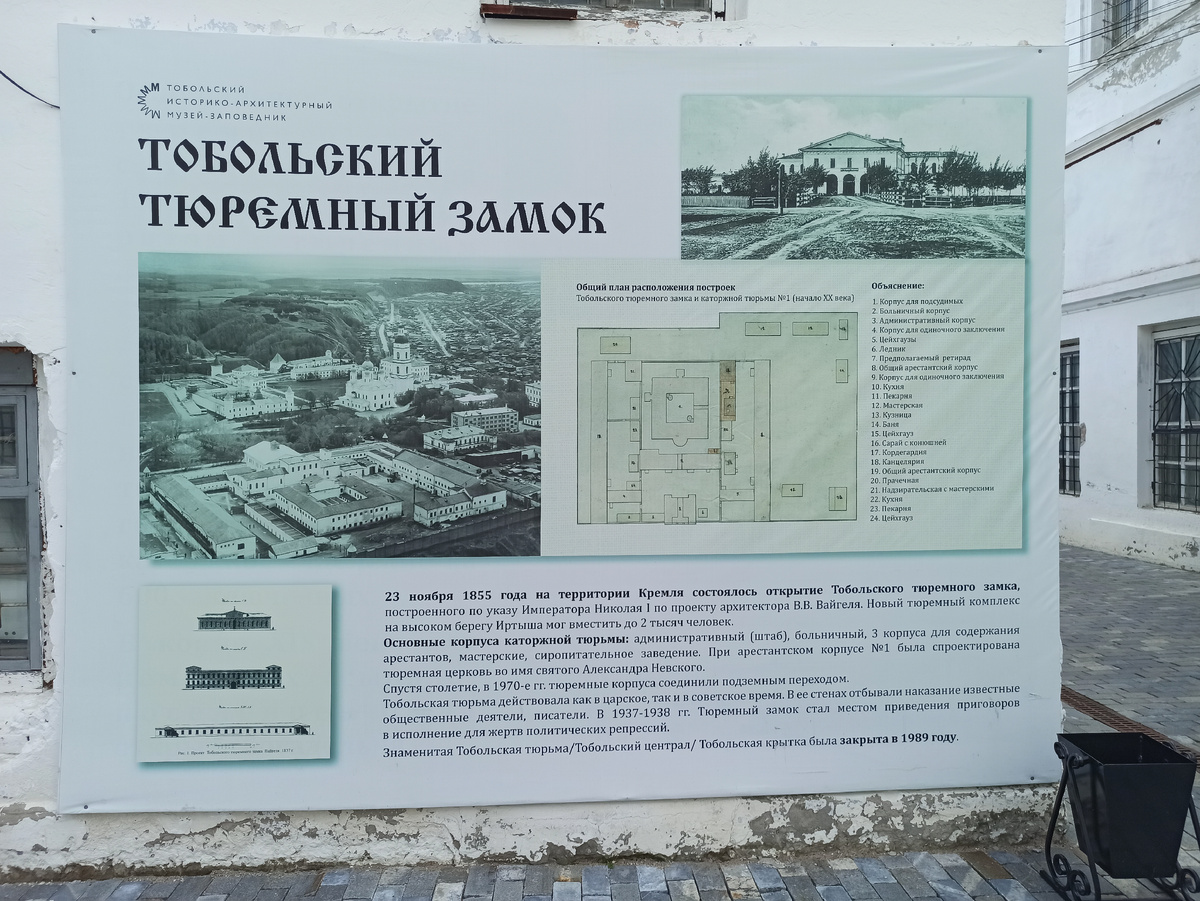 ТОБОЛЬСКИЙ
ИСТОРИКО-АРХИТЕКТУРНЫЙ
МУЗЕЙ-ЗАПОВЕДНИК
ТОБОЛЬСКИЙ
ТЮРЕМНЫЙ ЗАМОК
Общий план расположения построек
Тобольского тюремного замка и каторжной тюрьмы №1 (начало XX века)
Объяснение:
1. Корпус для подсудимых
2. Больничный корпус
3. Административный корпус
4. Корпус для одиночного заключения
5. Цейхгаузы
6. Ледник
7. Предполагаемый ретирад
8. Общий арестантский корпус
9. Корпус для одиночного заключения
10. Кухня
11. Пекарня
12. Мастерская
13. Кузница
14. Баня
15. Цейхгауз
16. Сарай с конюшней
17. Кордегардия
18. Канцелярия
19. Общий арестантский корпус
20. Прачечная
21. Надзирательская с мастерскими
22. Кухня
23. Пекарня
24. Цейхгауз
23 ноября 1855 года на территории Кремля состоялось открытие Тобольского тюремного замка,
построенного по указу Императора Николая I по проекту архитектора В.В. Вайгеля. Новый тюремный комплекс
на высоком берегу Иртыша мог вместить до 2 тысяч человек.
Основные корпуса каторжной тюрьмы: административный (штаб), больничный, 3 корпуса для содержания
арестантов, мастерские, сиропитательное заведение. При арестантском корпусе №1 была спроектирована
тюремная церковь во имя святого Александра Невского.
Спустя столетие, в 1970-е гг. тюремные корпуса соединили подземным переходом.
Тобольская тюрьма действовала как в царское, так и в советское время. В ее стенах отбывали наказание известные
общественные деятели, писатели. В 1937-1938 гг. Тюремный замок стал местом приведения приговоров
в исполнение для жертв политических репрессий.
Знаменитая Тобольская тюрьма/Тобольский централ/ Тобольская крытка была закрыта в 1989 году.